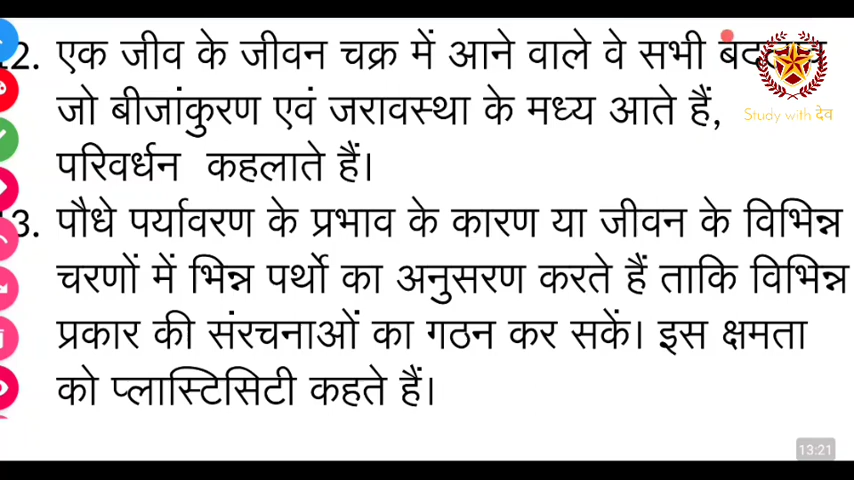 2. एक जीव के जीवन चक्र में आने वाले वे सभी
जो बीजांकुरण एवं जरावस्था के मध्य आते हैं,
Study with देव
परिवर्धन कहलाते हैं।
3. पौधे पर्यावरण के प्रभाव के कारण या जीवन के विभिन्न
चरणों में भिन्न पर्थो का अनुसरण करते हैं ताकि विभिन्न
प्रकार की संरचनाओं का गठन कर सकें। इस क्षमता
को प्लास्टिसिटी कहते हैं।
13:21